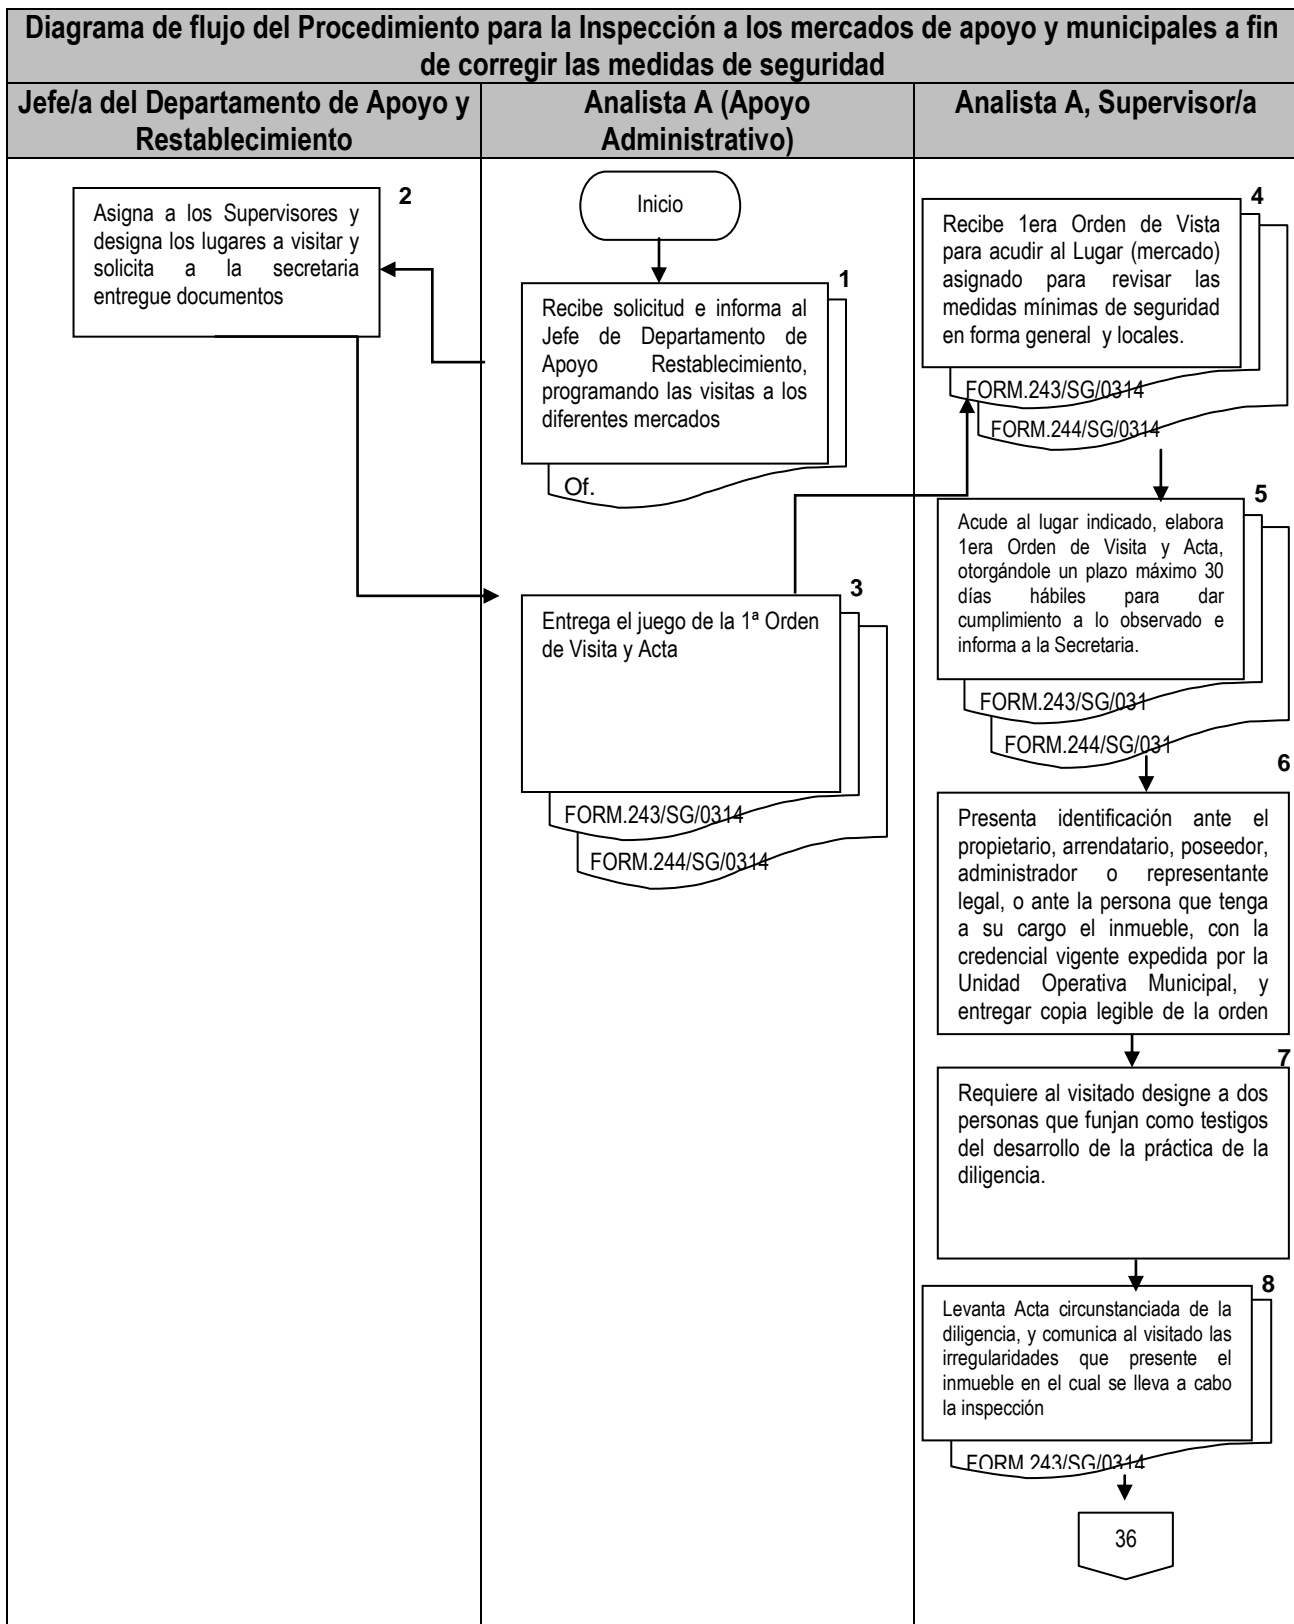 Diagrama de flujo del Procedimiento para la Inspección a los mercados de apoyo y municipales a fin
de corregir las medidas de seguridad
Jefe/a del Departamento de Apoyo y
Restablecimiento
Analista A (Apoyo
Administrativo)
Analista A, Supervisor/a
Inicio
1
Recibe solicitud e informa al
Jefe de Departamento de
Apoyo Restablecimiento,
programando las visitas a los
diferentes mercados
Of.
2
Asigna a los Supervisores y
designa los lugares a visitar y
solicita a la secretaria
entregue documentos
3
Entrega el juego de la 1ª Orden
de Visita y Acta
FORM.243/SG/0314
FORM.244/SG/0314
4
Recibe 1era Orden de Vista
para acudir al Lugar (mercado)
asignado para revisar las
medidas mínimas de seguridad
en forma general y locales.
FORM.243/SG/0314
FORM.244/SG/0314
5
Acude al lugar indicado, elabora
1era Orden de Visita y Acta,
otorgándole un plazo máximo 30
días hábiles para dar
cumplimiento a lo observado e
informa a la Secretaria.
FORM.243/SG/031
FORM.244/SG/031
6
Presenta identificación ante el
propietario, arrendatario, poseedor,
administrador o representante
legal, o ante la persona que tenga
a su cargo el inmueble, con la
credencial vigente expedida por la
Unidad Operativa Municipal, y
entregar copia legible de la orden
7
Requiere al visitado designe a dos
personas que funjan como testigos
del desarrollo de la práctica de la
diligencia.
8
Levanta Acta circunstanciada de la
diligencia, y comunica al visitado las
irregularidades que presente el
inmueble en el cual se lleva a cabo
la inspección
FORM.243/SG/0314
36